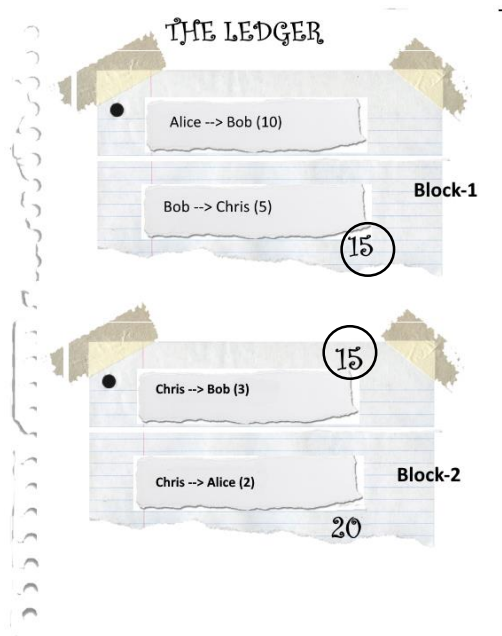 THE LEDGER
Alice --> Bob (10)
Block-1
Bob --> Chris (5)
15
15
Chris --> Bob (3)
Block-2
Chris --> Alice (2)
20